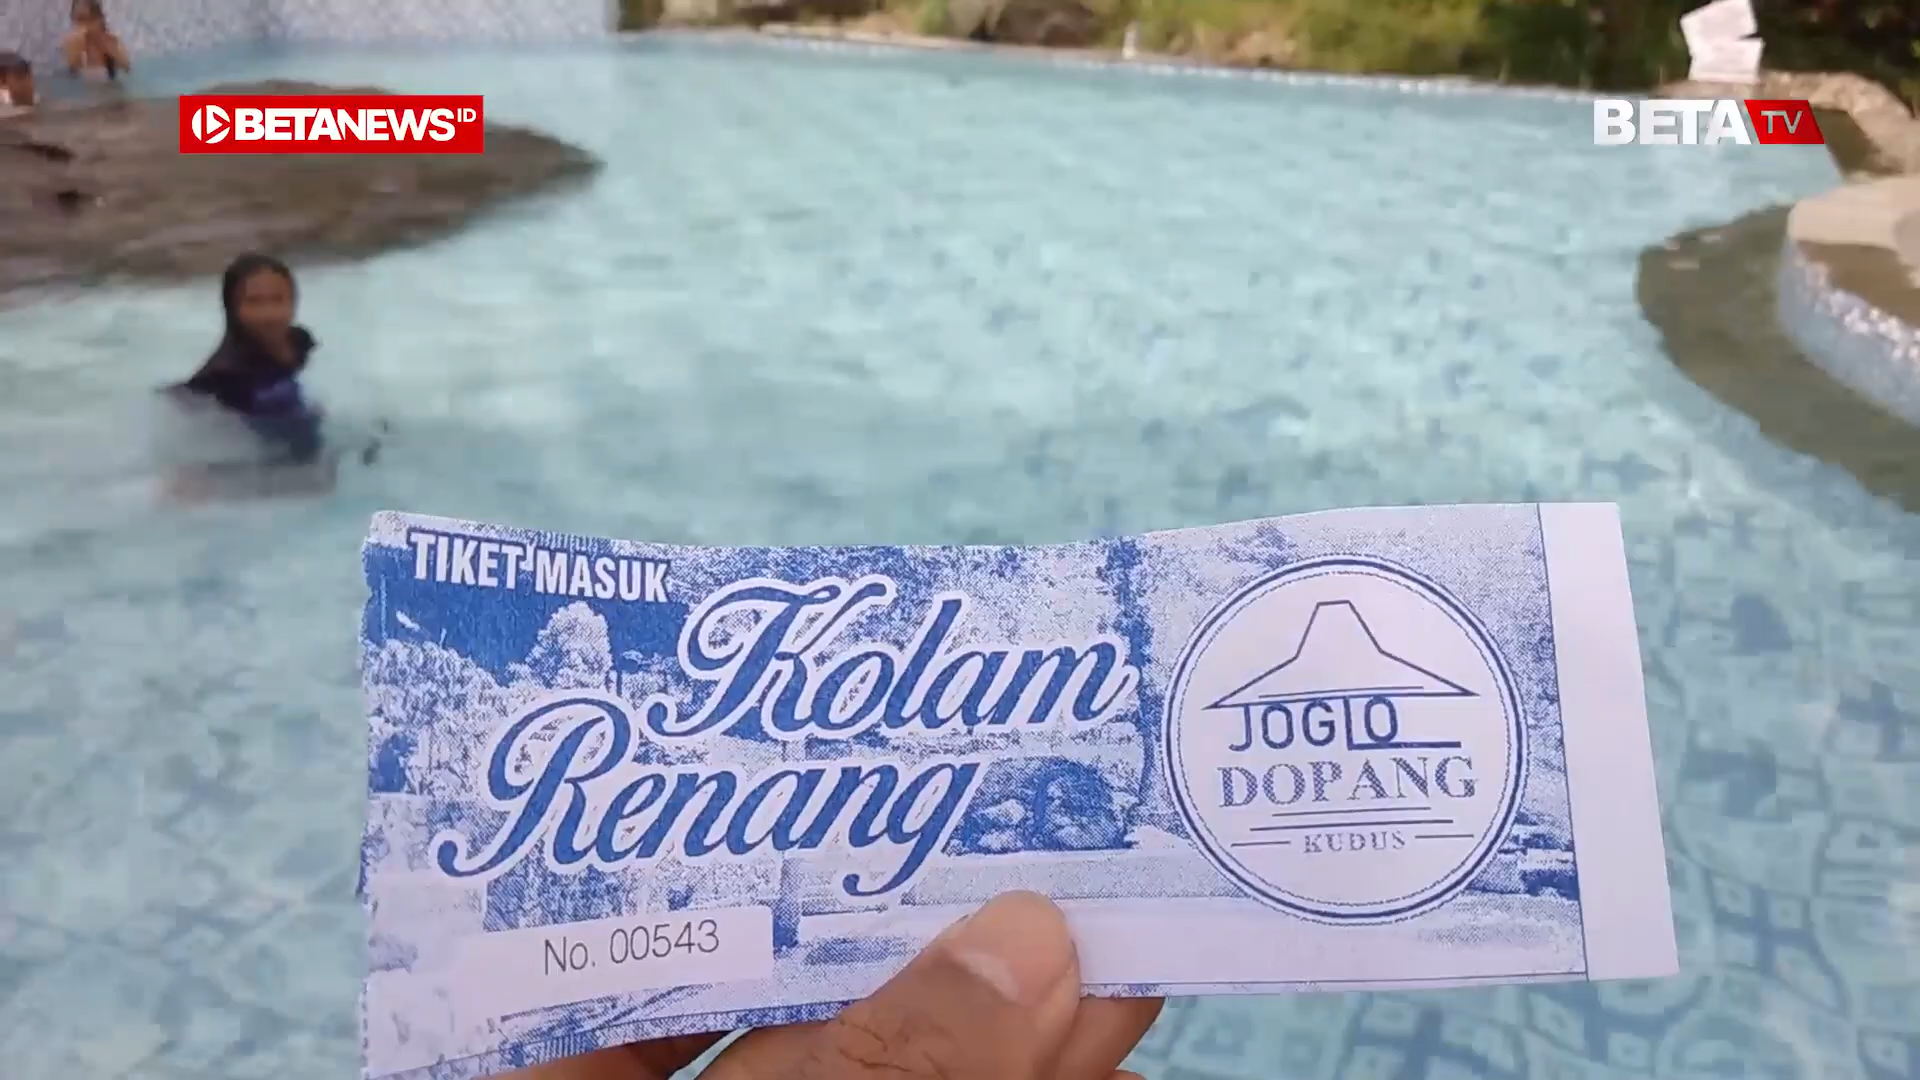 BETANEWS ID
BETA TV
TIKET MASUK
Kolam
Renang
JOGLO
DOPANG
KUDUS
No. 00543